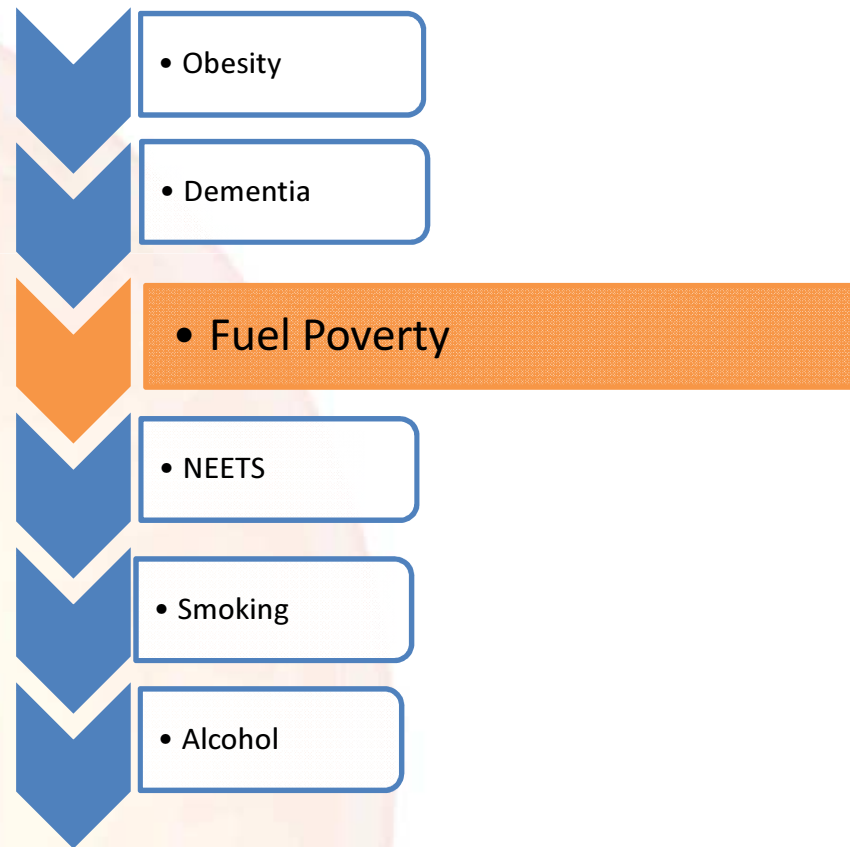 • Obesity
• Dementia
• Fuel Poverty
• NEETS
• Smoking
• Alcohol